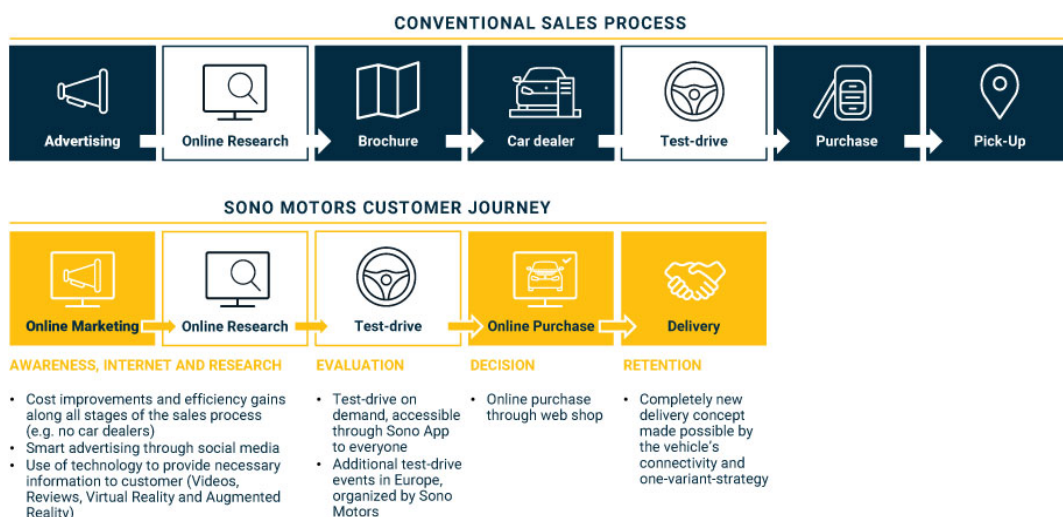 CONVENTIONAL SALES PROCESS
Advertising
Online Research
Brochure
Car dealer
Test-drive
Purchase
Pick-Up
SONO MOTORS CUSTOMER JOURNEY
Online Marketing
Online Research
Test-drive
Online Purchase
Delivery
AWARENESS, INTERNET AND RESEARCH
• Cost improvements and efficiency gains
along all stages of the sales process
(e.g. no car dealers)
• Smart advertising through social media
• Use of technology to provide necessary
information to customer (Videos,
Reviews, Virtual Reality and Augmented
Reality)
EVALUATION
• Test-drive on
demand, accessible
through Sono App
to everyone
• Additional test-drive
events in Europe,
organized by Sono
Motors
DECISION
• Online purchase
through web shop
RETENTION
• Completely new
delivery concept
made possible by
the vehicle's
connectivity and
one-variant-strategy